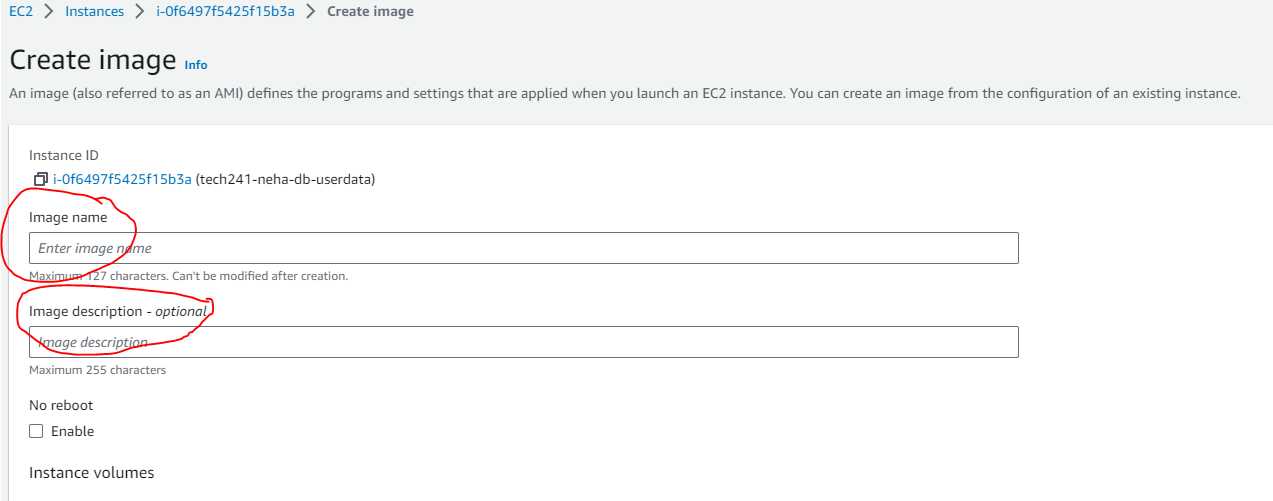 EC2 > Instances > i-0f6497f5425f15b3a > Create image
Create image Info
An image (also referred to as an AMI) defines the programs and settings that are applied when you launch an EC2 instance. You can create an image from the configuration of an existing instance.
Instance ID
i-0f6497f5425f15b3a (tech241-neha-db-userdata)
Image name
Enter image name
Maximum 127 characters. Can't be modified after creation.
Image description - optional
Image description
Maximum 255 characters
No reboot
Enable
Instance volumes